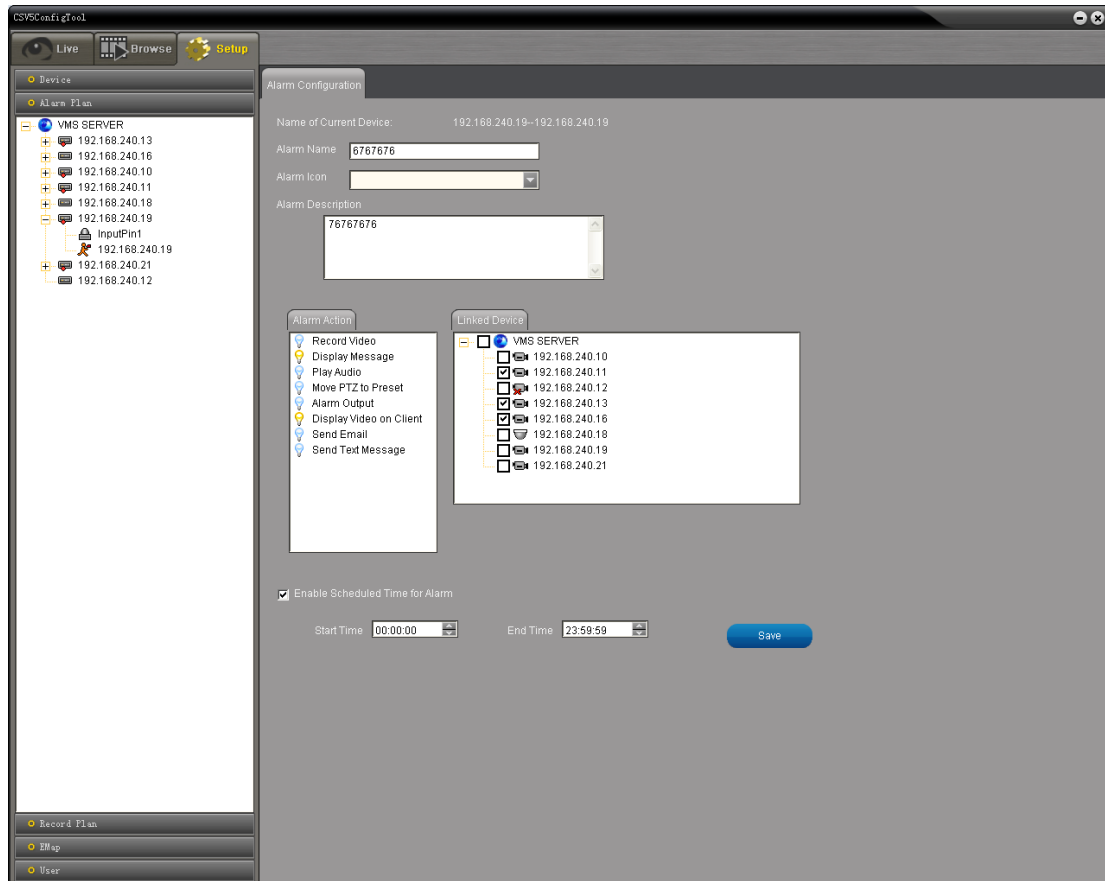 CSV5ConfigTool
Live Browse Setup
Device
Alarm Plan
VMS SERVER
192.168.240.13
192.168.240.16
192.168.240.10
192.168.240.11
192.168.240.18
192.168.240.19
InputPin1
192.168.240.19
192.168.240.21
192.168.240.12
Record Plan
EMap
User
Alarm Configuration
Name of Current Device: 192.168.240.19--192.168.240.19
Alarm Name 6767676
Alarm Icon
Alarm Description
76767676
Alarm Action
Record Video
Display Message
Play Audio
Move PTZ to Preset
Alarm Output
Display Video on Client
Send Email
Send Text Message
Linked Device
VMS SERVER
192.168.240.10
192.168.240.11
192.168.240.12
192.168.240.13
192.168.240.16
192.168.240.18
192.168.240.19
192.168.240.21
Enable Scheduled Time for Alarm
Start Time 00:00:00 End Time 23:59:59
Save